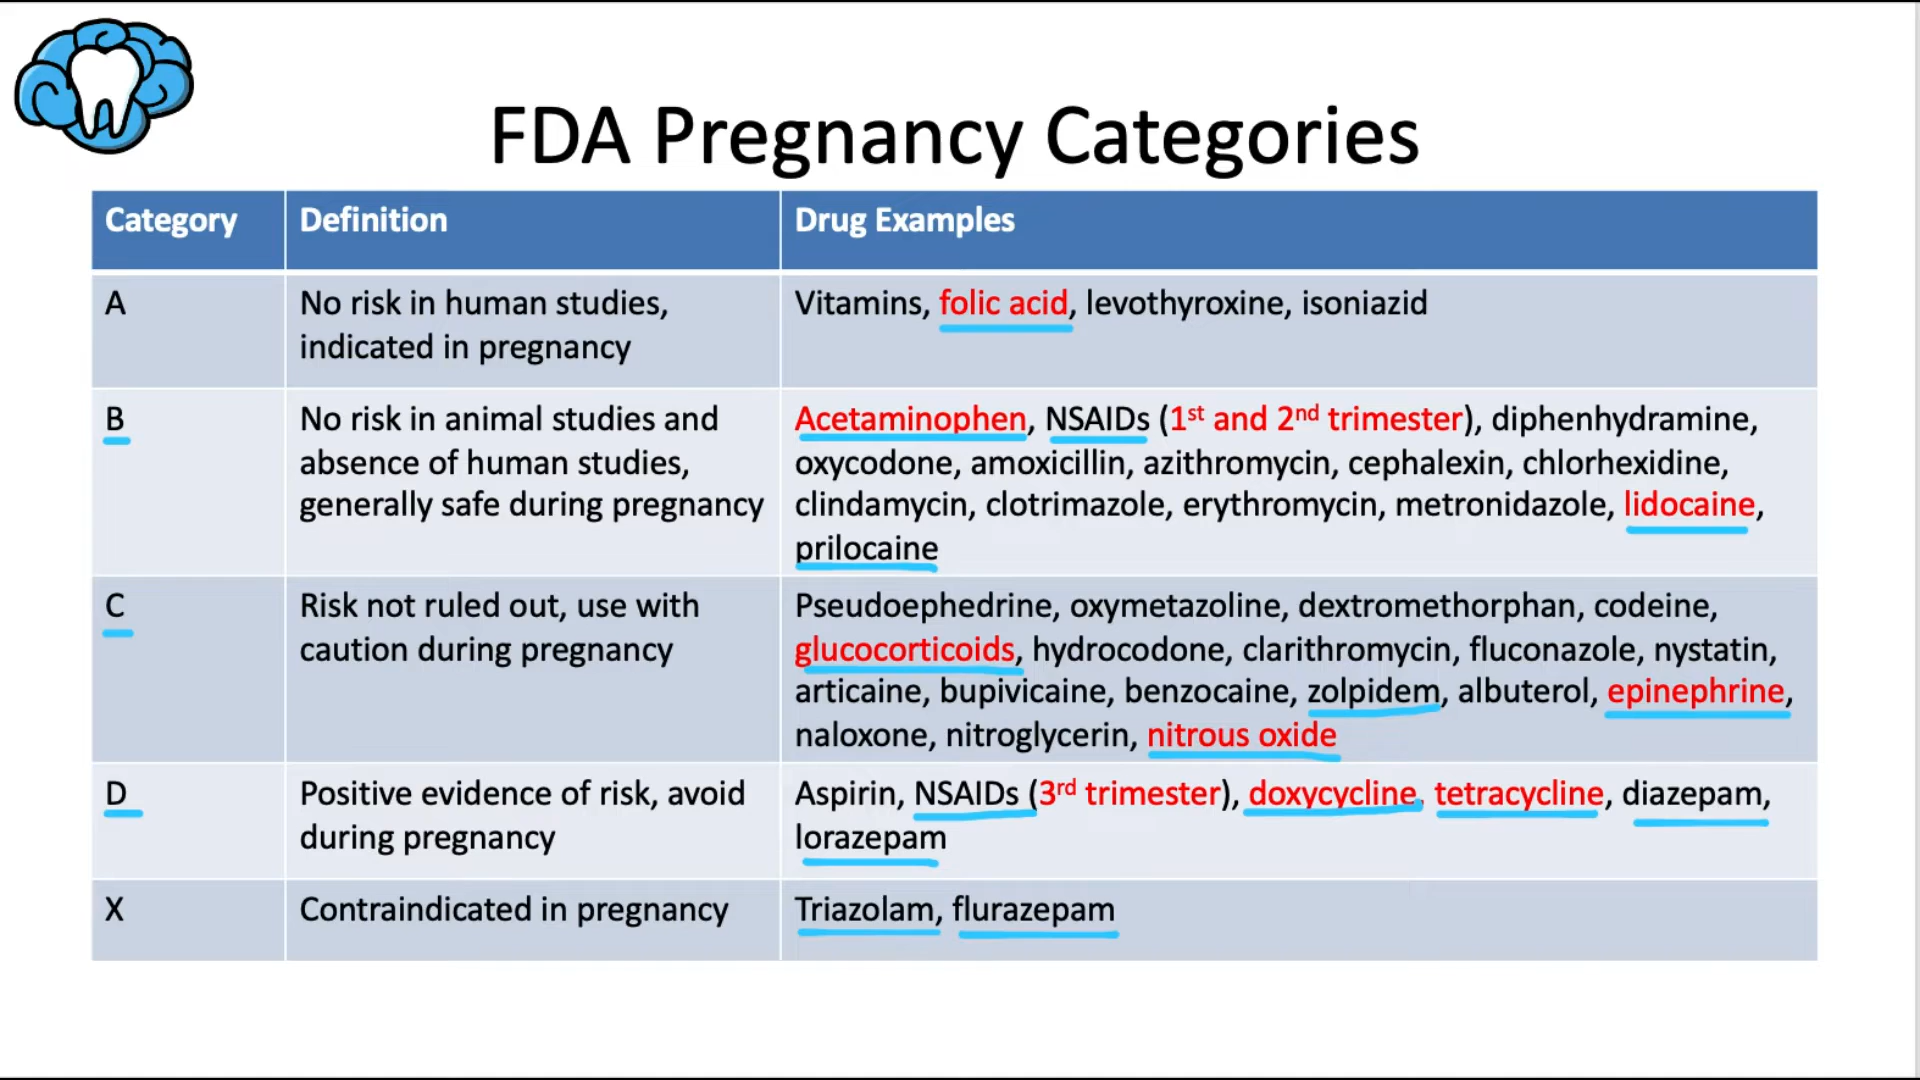 FDA Pregnancy Categories
Category Definition Drug Examples
A
No risk in human studies,
indicated in pregnancy
Vitamins, folic acid, levothyroxine, isoniazid
B
No risk in animal studies and
absence of human studies,
generally safe during pregnancy
Acetaminophen, NSAIDs (1st and 2nd trimester), diphenhydramine,
oxycodone, amoxicillin, azithromycin, cephalexin, chlorhexidine,
clindamycin, clotrimazole, erythromycin, metronidazole, lidocaine,
prilocaine
C
Risk not ruled out, use with
caution during pregnancy
Pseudoephedrine, oxymetazoline, dextromethorphan, codeine,
glucocorticoids, hydrocodone, clarithromycin, fluconazole, nystatin,
articaine, bupivicaine, benzocaine, zolpidem, albuterol, epinephrine,
naloxone, nitroglycerin, nitrous oxide
D
Positive evidence of risk, avoid
during pregnancy
Aspirin, NSAIDs (3rd trimester), doxycycline, tetracycline, diazepam,
lorazepam
X
Contraindicated in pregnancy
Triazolam, flurazepam